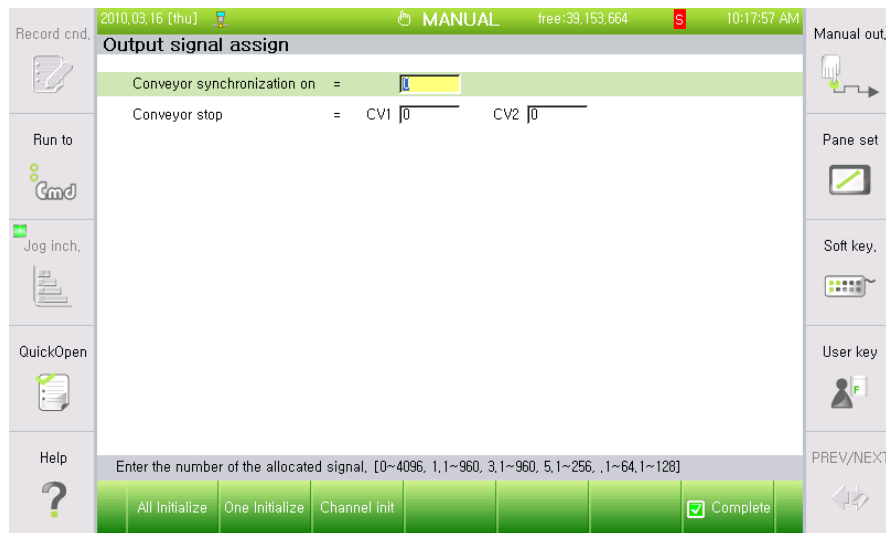 2010,03,16 [thu] MANUAL free:39,153,664 S 10:17:57 AM
Output signal assign
Conveyor synchronization on = 0
Conveyor stop = CV1 0 CV2 0
Record cnd,
Run to
Cmd
Jog inch,
QuickOpen
Help
?
Manual out,
Pane set
Soft key,
User key
F
PREV/NEXT
Enter the number of the allocated signal, [0~4096, 1,1~960, 3,1~960, 5,1~256, ,1~64,1~128]
All Initialize One Initialize Channel init Complete